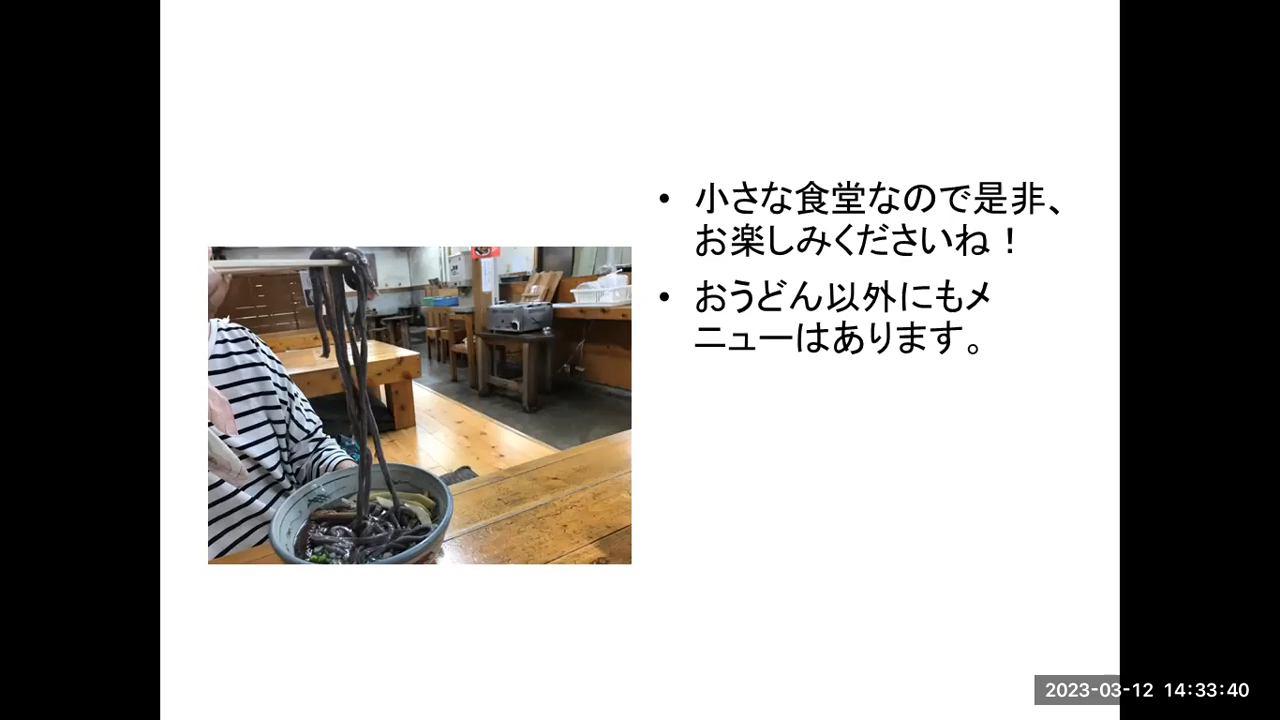 • 小さな食堂なので是非、
お楽しみくださいね！
• おうどん以外にもメ
ニューはあります。
2023-03-12 14:33:40